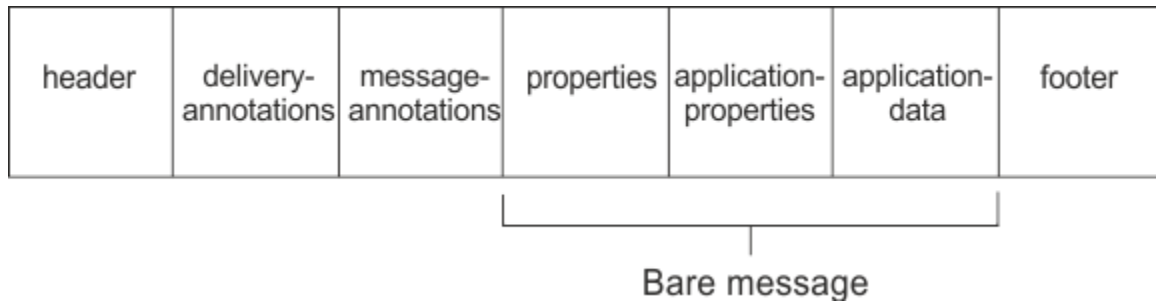 header
delivery-
annotations
message-
annotations
properties
application-
properties
application-
data
footer
Bare message